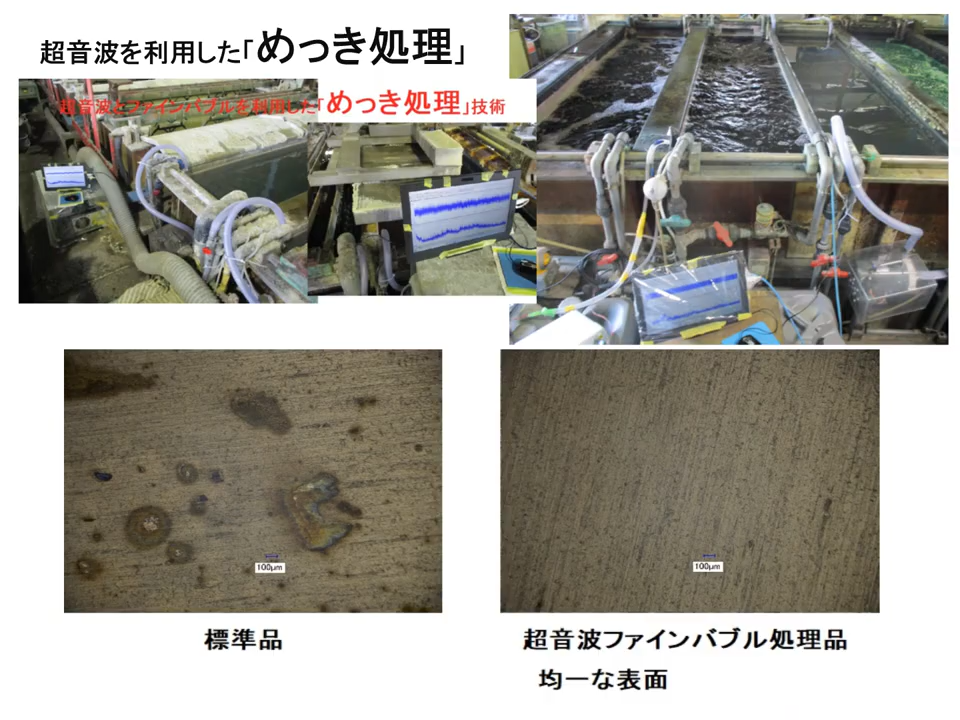 超音波を利用した「めっき処理」
超音波とファインバブルを利用した「めっき処理」技術
100μm
100μm
標準品
超音波ファインバブル処理品
均一な表面